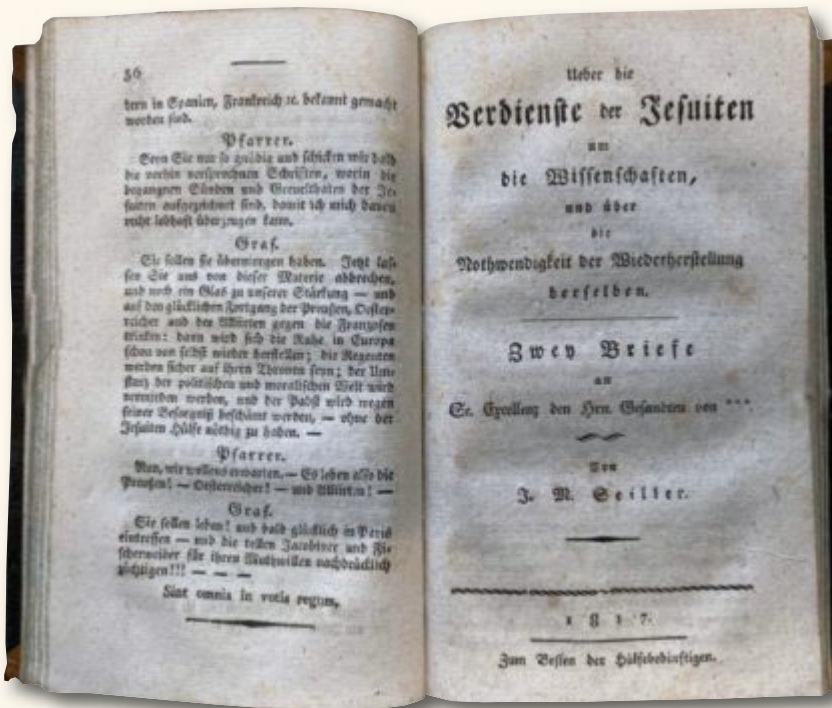 36
dern in Spanien, Frankreich ꝛc. bekannt gemacht
worden sind.
Pfarrer.
Seyn Sie nur so gnädig und schicken mir bald
die vorhin versprochnen Schriften, worin die
begangnen Sünden und Grevelthaten der Je-
suiten aufgezeichnet sind, damit ich mich davon
recht lebhaft überzeugen kann.
Graf.
Sie sollen sie übermorgen haben. Jetzt las-
sen Sie uns von dieser Materie abbrechen,
und noch ein Glas zu unserer Stärkung — und
auf den glücklichen Fortgang der Preußen, Oester-
reicher und der Alliirten gegen die Franzosen
trinken: dann wird sich die Ruhe in Europa
schon von selbst wieder herstellen; die Regenten
werden sicher auf ihren Thronen seyn; der Um-
sturz der politischen und moralischen Welt wird
vermieden werden, und der Pabst wird wegen
seiner Besorgniß beschämt werden, — ohne der
Jesuiten Hülfe nöthig zu haben. —
Pfarrer.
Nun, wir wollens erwarten. — Es leben also die
Preußen! — Oesterreicher! — und Alliirten! —
Graf.
Sie sollen leben! und bald glücklich in Paris
eintreffen — und die tollen Jacobiner und Fi-
scherweiber für ihren Muthwillen nachdrücklich
züchtigen!!! — — —
Sint omnia in votis regum.
Ueber die
Verdienste der Jesuiten
um
die Wissenschaften,
und über
die
Nothwendigkeit der Wiederherstellung
derselben.
Zwey Briefe
an
Se. Excellenz den Hrn. Gesandten von ***
Von
J. M. Seiller.
1817.
Zum Besten der Hülfsbedürftigen.